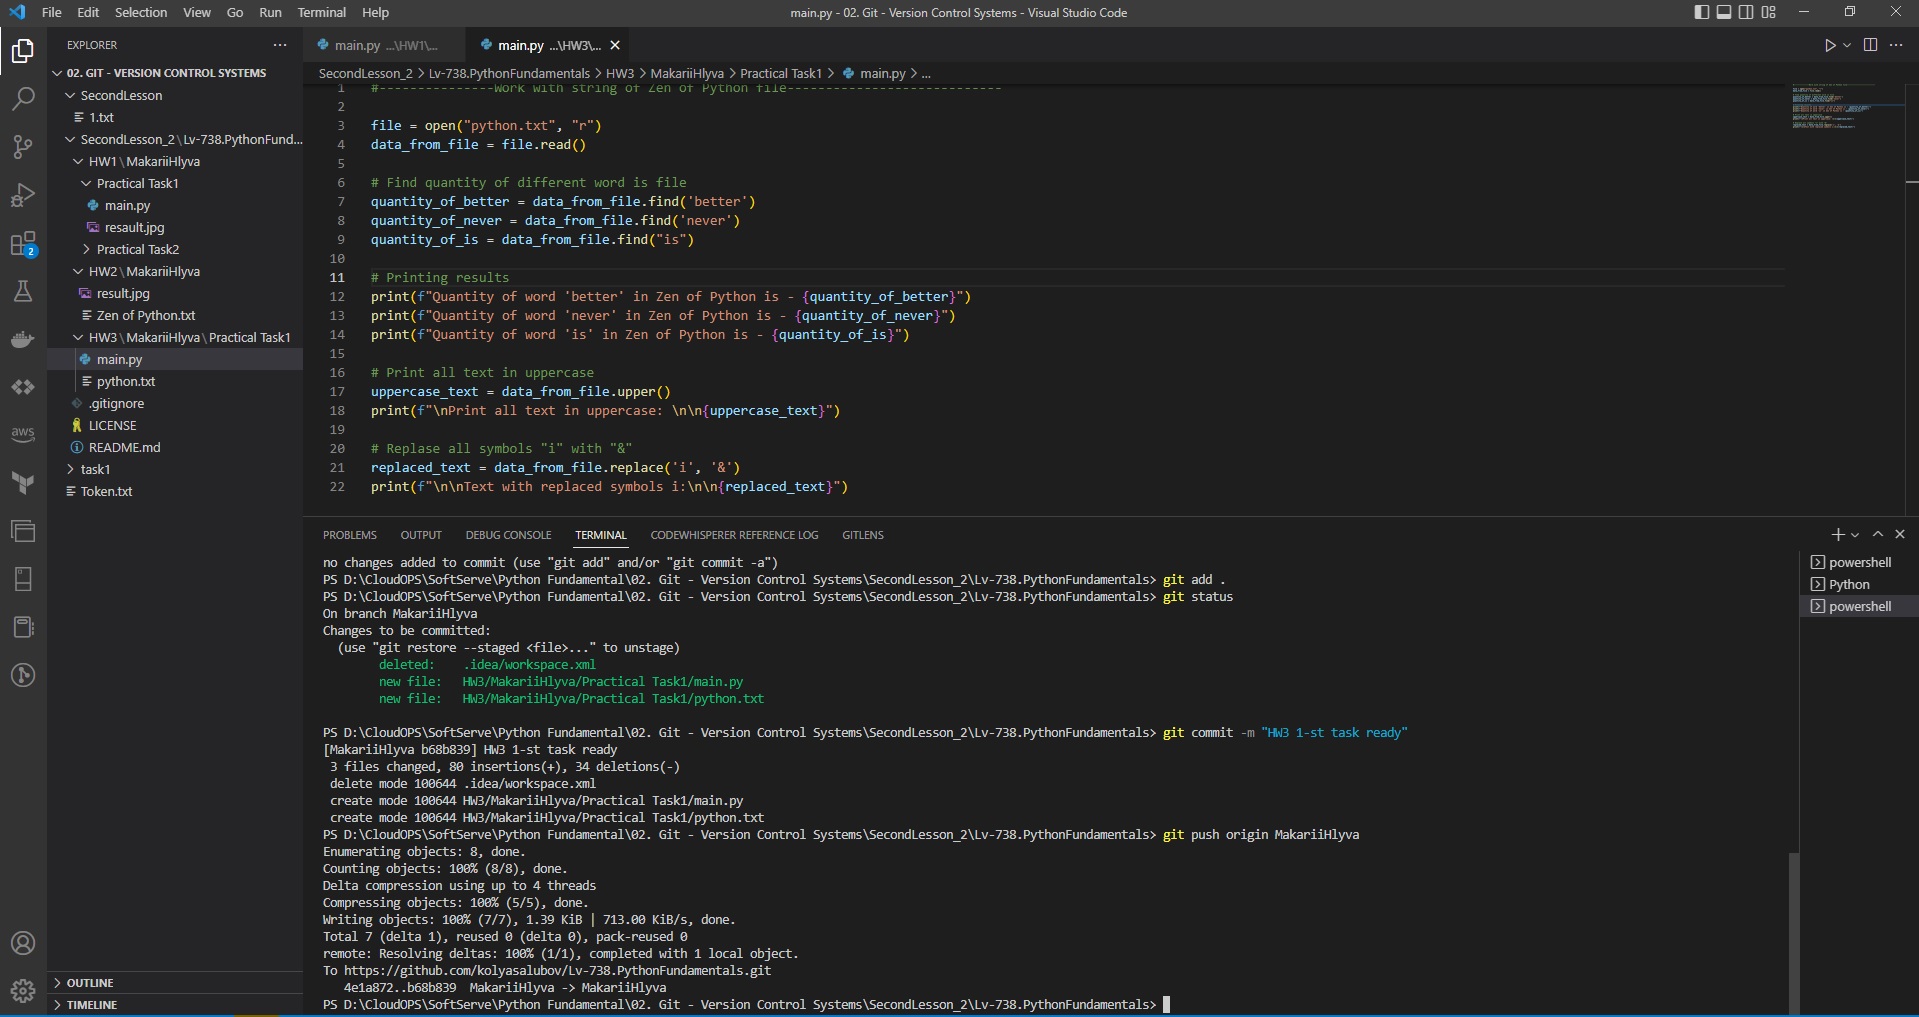 File Edit Selection View Go Run Terminal Help
main.py - 02. Git - Version Control Systems - Visual Studio Code
EXPLORER
02. GIT - VERSION CONTROL SYSTEMS
SecondLesson
1.txt
SecondLesson_2\Lv-738.PythonFund...
HW1\MakariiHlyva
Practical Task1
main.py
resault.jpg
Practical Task2
HW2\MakariiHlyva
result.jpg
Zen of Python.txt
HW3\MakariiHlyva\Practical Task1
main.py
python.txt
.gitignore
LICENSE
README.md
task1
Token.txt
OUTLINE
TIMELINE
2
aws
main.py ...\HW1\...
main.py ...\HW3\...
SecondLesson_2 > Lv-738.PythonFundamentals > HW3 > MakariiHlyva > Practical Task1 > main.py > ...
1 #---------------Work with string of Zen of Python file----------------------------
2
3 file = open("python.txt", "r")
4 data_from_file = file.read()
5
6 # Find quantity of different word is file
7 quantity_of_better = data_from_file.find('better')
8 quantity_of_never = data_from_file.find('never')
9 quantity_of_is = data_from_file.find("is")
10
11 # Printing results
12 print(f"Quantity of word 'better' in Zen of Python is - {quantity_of_better}")
13 print(f"Quantity of word 'never' in Zen of Python is - {quantity_of_never}")
14 print(f"Quantity of word 'is' in Zen of Python is - {quantity_of_is}")
15
16 # Print all text in uppercase
17 uppercase_text = data_from_file.upper()
18 print(f"\nPrint all text in uppercase: \n\n{uppercase_text}")
19
20 # Replase all symbols "i" with "&"
21 replaced_text = data_from_file.replace('i', '&')
22 print(f"\n\nText with replaced symbols i:\n\n{replaced_text}")
PROBLEMS OUTPUT DEBUG CONSOLE TERMINAL CODEWHISPERER REFERENCE LOG GITLENS
no changes added to commit (use "git add" and/or "git commit -a")
PS D:\CloudOPS\SoftServe\Python Fundamental\02. Git - Version Control Systems\SecondLesson_2\Lv-738.PythonFundamentals> git add .
PS D:\CloudOPS\SoftServe\Python Fundamental\02. Git - Version Control Systems\SecondLesson_2\Lv-738.PythonFundamentals> git status
On branch MakariiHlyva
Changes to be committed:
(use "git restore --staged <file>..." to unstage)
deleted: .idea/workspace.xml
new file: HW3/MakariiHlyva/Practical Task1/main.py
new file: HW3/MakariiHlyva/Practical Task1/python.txt
PS D:\CloudOPS\SoftServe\Python Fundamental\02. Git - Version Control Systems\SecondLesson_2\Lv-738.PythonFundamentals> git commit -m "HW3 1-st task ready"
[MakariiHlyva b68b839] HW3 1-st task ready
3 files changed, 80 insertions(+), 34 deletions(-)
delete mode 100644 .idea/workspace.xml
create mode 100644 HW3/MakariiHlyva/Practical Task1/main.py
create mode 100644 HW3/MakariiHlyva/Practical Task1/python.txt
PS D:\CloudOPS\SoftServe\Python Fundamental\02. Git - Version Control Systems\SecondLesson_2\Lv-738.PythonFundamentals> git push origin MakariiHlyva
Enumerating objects: 8, done.
Counting objects: 100% (8/8), done.
Delta compression using up to 4 threads
Compressing objects: 100% (5/5), done.
Writing objects: 100% (7/7), 1.39 KiB | 713.00 KiB/s, done.
Total 7 (delta 1), reused 0 (delta 0), pack-reused 0
remote: Resolving deltas: 100% (1/1), completed with 1 local object.
To https://github.com/kolyasalubov/Lv-738.PythonFundamentals.git
4e1a872..b68b839 MakariiHlyva -> MakariiHlyva
PS D:\CloudOPS\SoftServe\Python Fundamental\02. Git - Version Control Systems\SecondLesson_2\Lv-738.PythonFundamentals>
powershell
Python
powershell